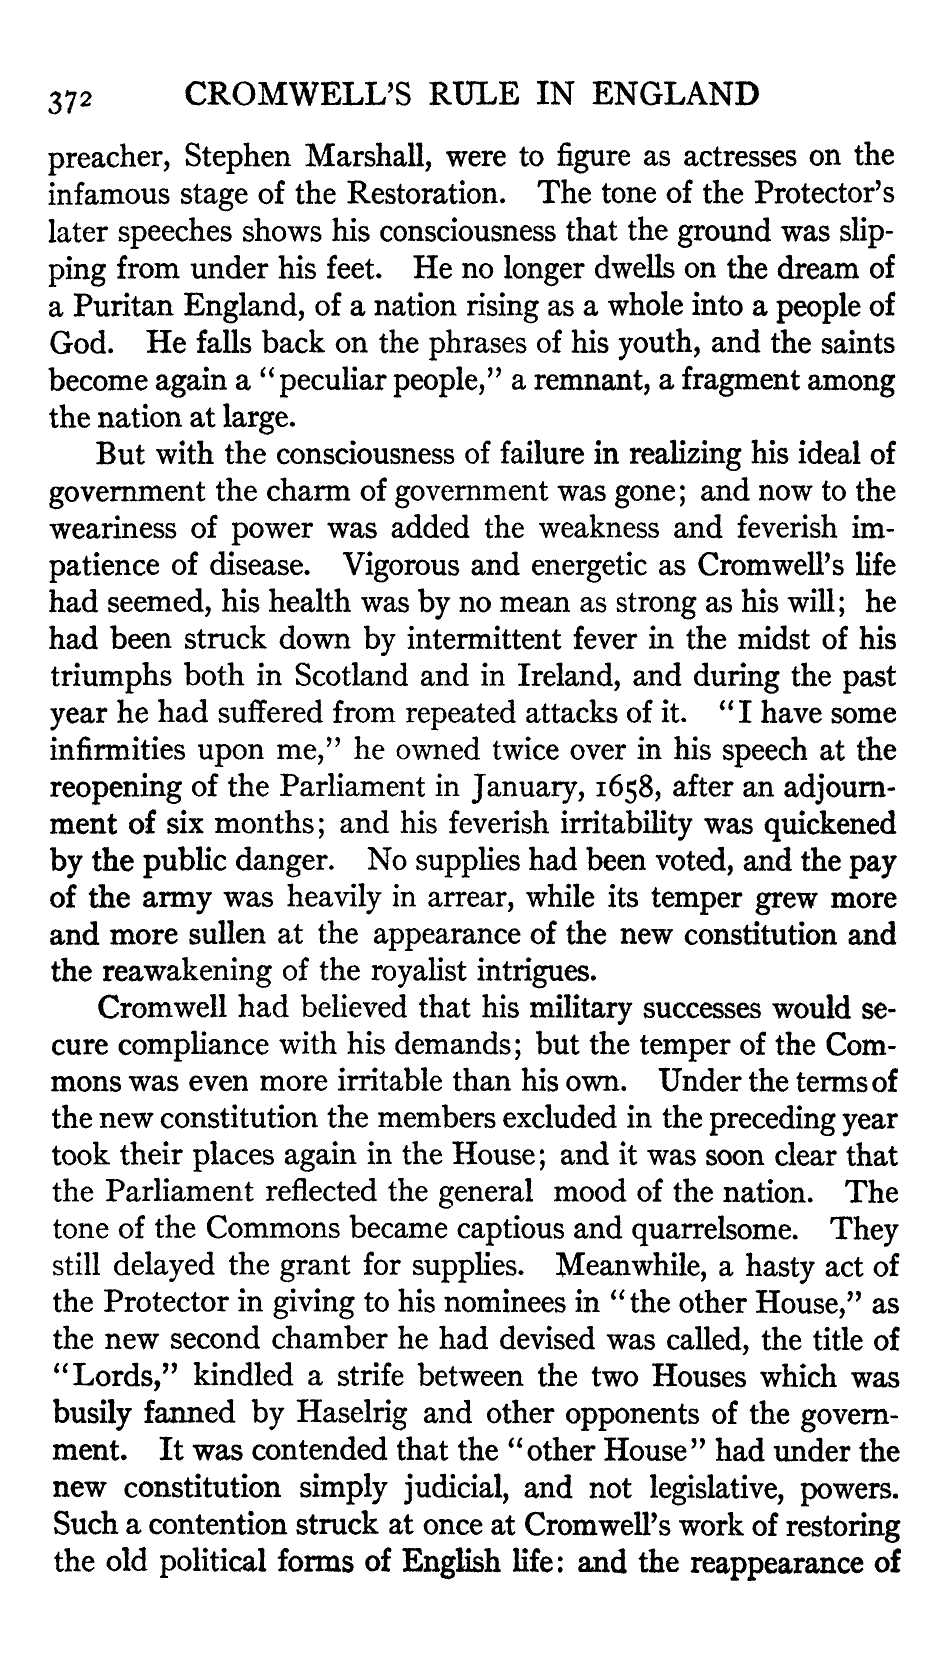 372 CROMWELL'S RULE IN ENGLAND
preacher, Stephen Marshall, were to figure as actresses on the
infamous stage of the Restoration. The tone of the Protector's
later speeches shows his consciousness that the ground was slip-
ping from under his feet. He no longer dwells on the dream of
a Puritan England, of a nation rising as a whole into a people of
God. He falls back on the phrases of his youth, and the saints
become again a "peculiar people," a remnant, a fragment among
the nation at large.
But with the consciousness of failure in realizing his ideal of
government the charm of government was gone; and now to the
weariness of power was added the weakness and feverish im-
patience of disease. Vigorous and energetic as Cromwell's life
had seemed, his health was by no mean as strong as his will; he
had been struck down by intermittent fever in the midst of his
triumphs both in Scotland and in Ireland, and during the past
year he had suffered from repeated attacks of it. "I have some
infirmities upon me," he owned twice over in his speech at the
reopening of the Parliament in January, 1658, after an adjourn-
ment of six months; and his feverish irritability was quickened
by the public danger. No supplies had been voted, and the pay
of the army was heavily in arrear, while its temper grew more
and more sullen at the appearance of the new constitution and
the reawakening of the royalist intrigues.
Cromwell had believed that his military successes would se-
cure compliance with his demands; but the temper of the Com-
mons was even more irritable than his own. Under the terms of
the new constitution the members excluded in the preceding year
took their places again in the House; and it was soon clear that
the Parliament reflected the general mood of the nation. The
tone of the Commons became captious and quarrelsome. They
still delayed the grant for supplies. Meanwhile, a hasty act of
the Protector in giving to his nominees in "the other House," as
the new second chamber he had devised was called, the title of
"Lords," kindled a strife between the two Houses which was
busily fanned by Haselrig and other opponents of the govern-
ment. It was contended that the "other House" had under the
new constitution simply judicial, and not legislative, powers.
Such a contention struck at once at Cromwell's work of restoring
the old political forms of English life: and the reappearance of